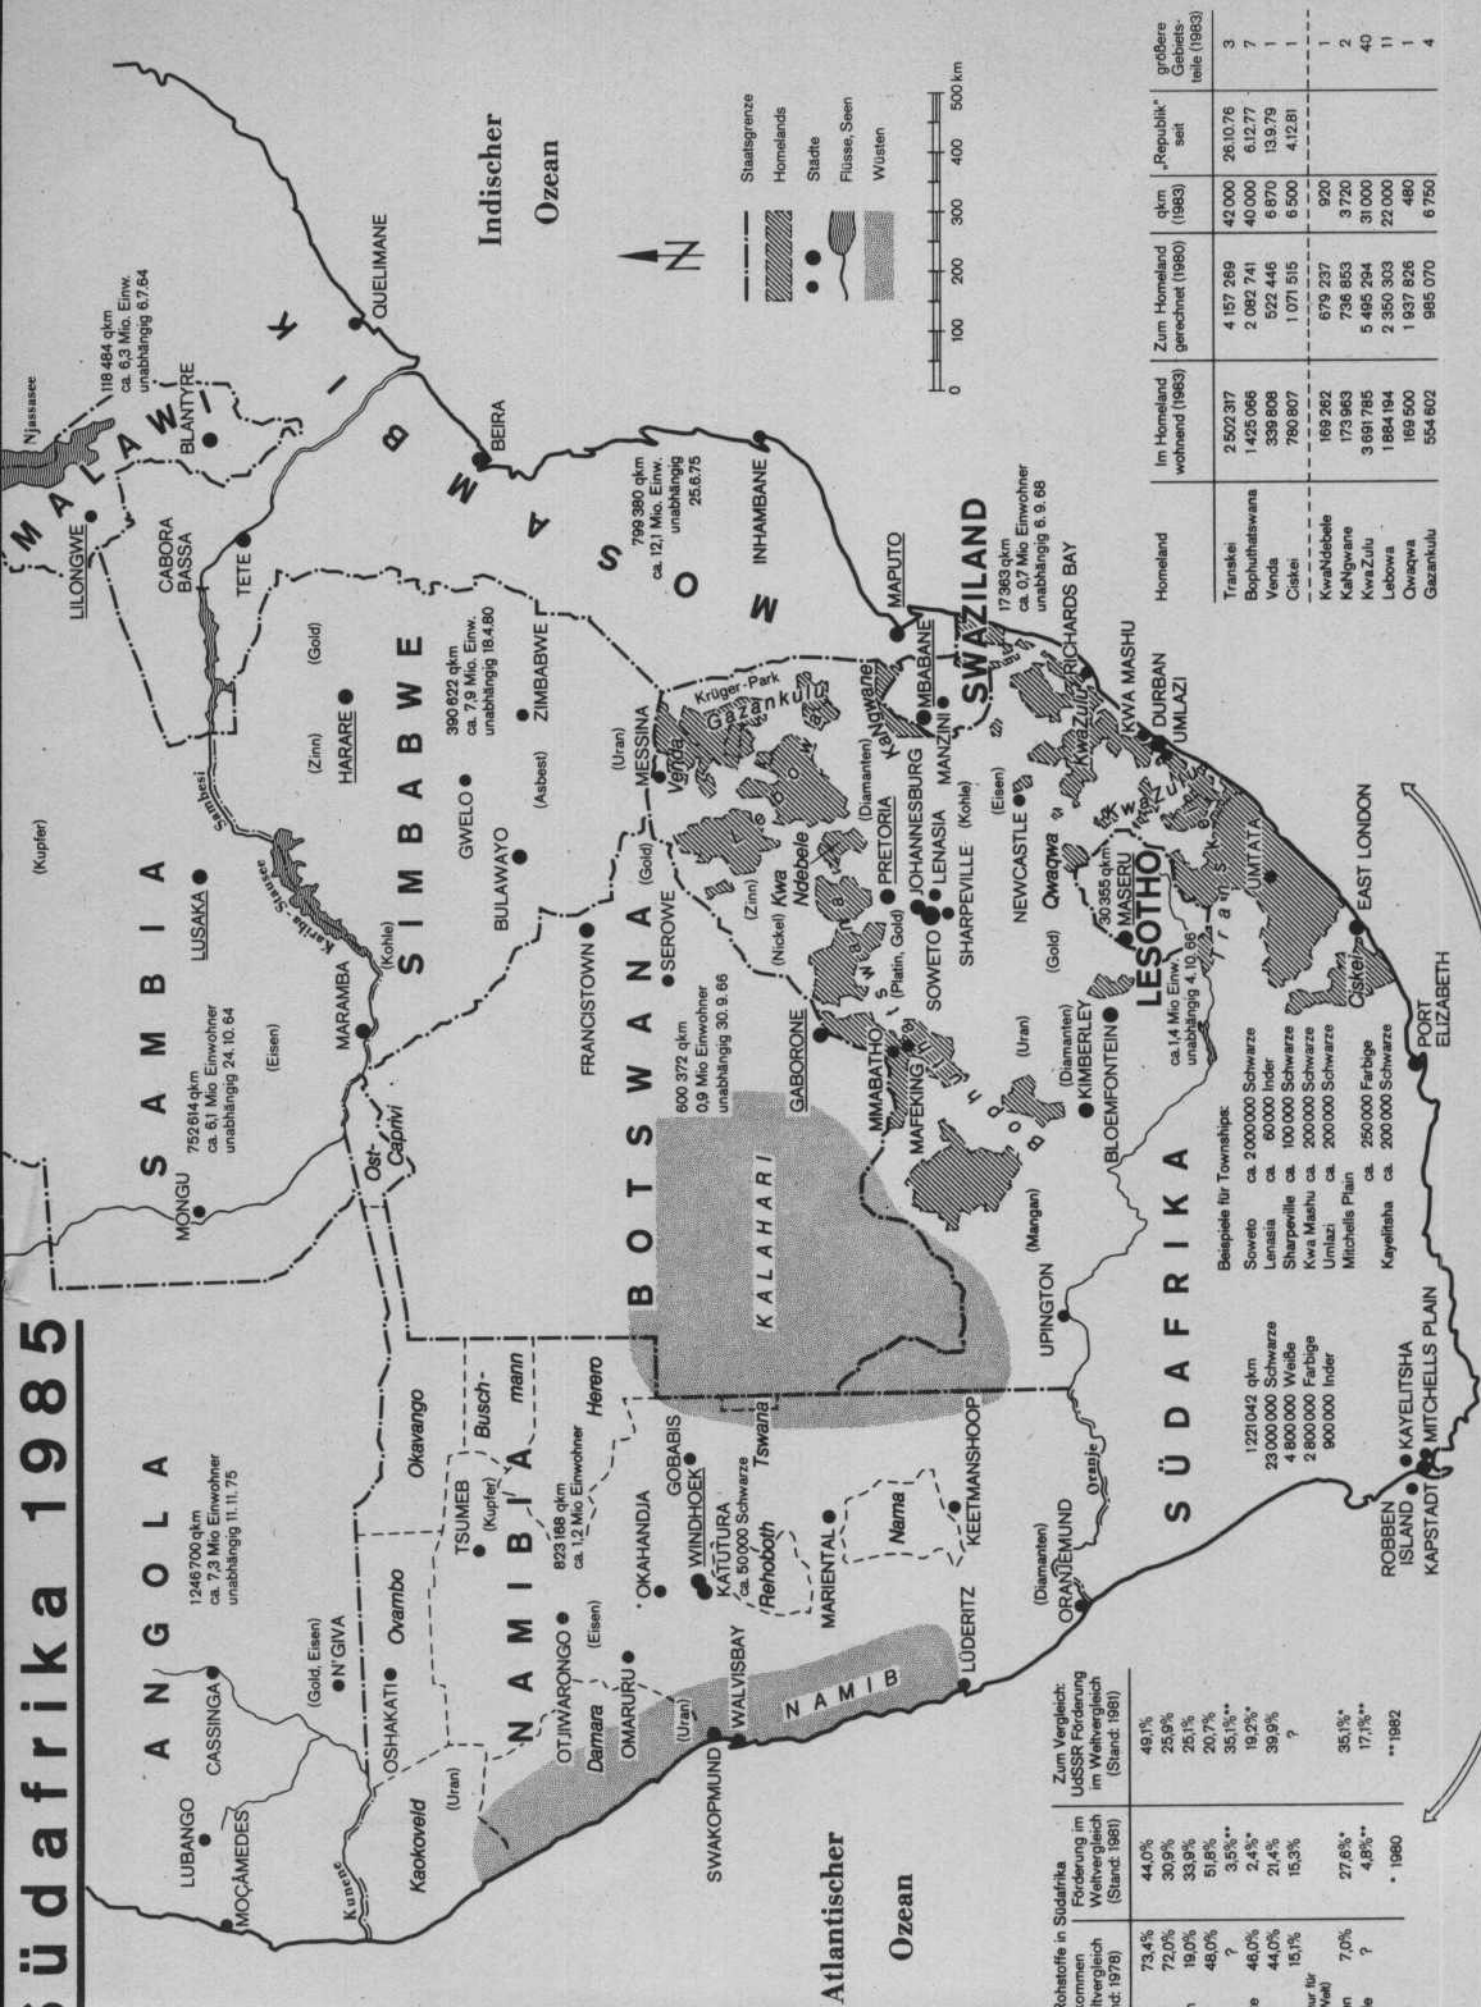 Südafrika 1985
ANGOLA
1246700 qkm
ca. 7,3 Mio Einwohner
unabhängig 11. 11. 75
LUBANGO
CASSINGA
MOÇÂMEDES
(Gold, Eisen)
N'GIVA
Kunene
SAMBIA
752614 qkm
ca. 6,1 Mio Einwohner
unabhängig 24. 10. 64
(Kupfer)
MONGU
LUSAKA
(Eisen)
MARAMBA
Kariba-Stausee
Sambesi
(Kohle)
MALAWI
Njassasee
118484 qkm
ca. 6,3 Mio. Einw.
unabhängig 6.7.64
LILONGWE
BLANTYRE
CABORA
BASSA
TETE
MOSAMBIK
QUELIMANE
BEIRA
799380 qkm
ca. 12,1 Mio. Einw.
unabhängig
25.6.75
INHAMBANE
MAPUTO
SIMBABWE
(Zinn)
(Gold)
HARARE
390622 qkm
ca. 7,9 Mio. Einw.
unabhängig 18.4.80
GWELO
BULAWAYO
(Asbest)
ZIMBABWE
NAMIBIA
Kaokoveld
(Uran)
OSHAKATI
Ovambo
Okavango
Ost-
Caprivi
TSUMEB
(Kupfer)
Busch-
mann
Herero
823168 qkm
ca. 1,2 Mio Einwohner
OTJIWARONGO
(Eisen)
Damara
OMARURU
(Uran)
OKAHANDJA
GOBABIS
WINDHOEK
KATUTURA
ca. 50000 Schwarze
Tswana
Rehoboth
SWAKOPMUND
WALVISBAY
NAMIB
MARIENTAL
Nama
KEETMANSHOOP
LÜDERITZ
BOTSWANA
FRANCISTOWN
SEROWE
600 372 qkm
0,9 Mio Einwohner
unabhängig 30. 9. 66
GABORONE
KALAHARI
Atlantischer
Ozean
Indischer
Ozean
N
Staatsgrenze
Homelands
Städte
Flüsse, Seen
Wüsten
0 100 200 300 400 500 km
(Uran)
MESSINA
Venda
Krüger-Park
Gazankulu
(Gold)
Lebowa
(Zinn)
(Nickel)
Kwa
Ndebele
(Diamanten)
KaNgwane
PRETORIA
(Platin, Gold)
JOHANNESBURG
SOWETO
LENASIA
SHARPEVILLE
(Kohle)
MBABANE
MANZINI
SWAZILAND
17363 qkm
ca. 0,7 Mio Einwohner
unabhängig 6. 9. 68
MMABATHO
MAFEKING
Bophuthatswana
(Eisen)
NEWCASTLE
RICHARDS BAY
KwaZulu
KWA MASHU
DURBAN
UMLAZI
KwaZulu
(Gold)
Qwaqwa
(Uran)
(Diamanten)
KIMBERLEY
BLOEMFONTEIN
30355 qkm
MASERU
LESOTHO
ca. 1,4 Mio Einw.
unabhängig 4. 10. 66
Transkei
UMTATA
Ciskei
EAST LONDON
PORT
ELIZABETH
(Mangan)
UPINGTON
Oranje
(Diamanten)
ORANJEMUND
SÜDAFRIKA
1221042 qkm
23000000 Schwarze
4800000 Weiße
2800000 Farbige
900000 Inder
ROBBEN
ISLAND
KAPSTADT
KAYELITSHA
MITCHELLS PLAIN
Beispiele für Townships:
Soweto ca. 2000000 Schwarze
Lenasia ca. 60000 Inder
Sharpeville ca. 100000 Schwarze
Kwa Mashu ca. 200000 Schwarze
Umlazi ca. 200000 Schwarze
Mitchells Plain
ca. 250000 Farbige
Kayelitsha ca. 200000 Schwarze
Homeland Im Homeland wohnend (1983) Zum Homeland gerechnet (1980) qkm (1983) „Republik" seit größere Gebiets-teile (1983)
Transkei 2502317 4157269 42000 26.10.76 3
Bophuthatswana 1425066 2082741 40000 6.12.77 7
Venda 339808 522446 6870 13.9.79 1
Ciskei 780807 1071515 6500 4.12.81 1
KwaNdebele 169262 679237 920 1
KaNgwane 173963 736853 3720 2
KwaZulu 3691785 5495294 31000 40
Lebowa 1884194 2350303 22000 11
Qwaqwa 169500 1937826 480 1
Gazankulu 554602 985070 6750 4
Rohstoffe in Südafrika
Förderung im
Weltvergleich
(Stand: 1981)
Zum Vergleich:
UdSSR Förderung
im Weltvergleich
(Stand: 1981)
73,4% 44,0% 49,1%
72,0% 30,9% 25,9%
19,0% 33,9% 25,1%
48,0% 51,8% 20,7%
? 3,5%** 35,1%**
46,0% 2,4%* 19,2%*
44,0% 21,4% 39,9%
15,1% 15,3% ?
7,0% 27,6%* 35,1%*
? 4,8%** 17,1%**
* 1980 **1982